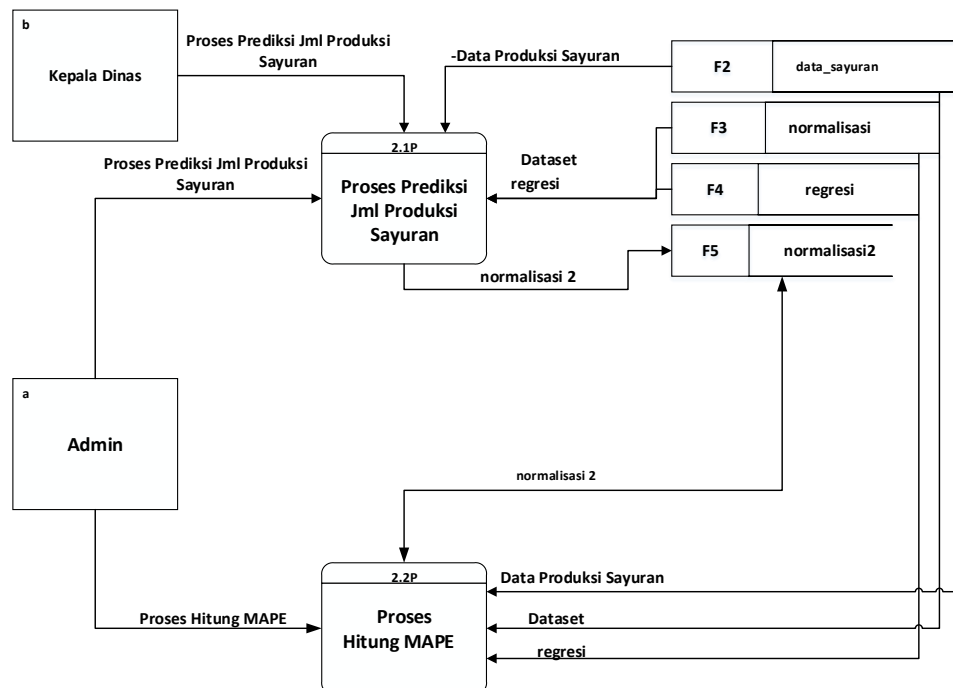 b
Kepala Dinas
Proses Prediksi Jml Produksi
Sayuran
-Data Produksi Sayuran
F2
data_sayuran
F3
normalisasi
F4
regresi
F5
normalisasi2
2.1P
Proses Prediksi
Jml Produksi
Sayuran
Dataset
regresi
Proses Prediksi Jml Produksi
Sayuran
normalisasi 2
a
Admin
normalisasi 2
2.2P
Proses
Hitung MAPE
Proses Hitung MAPE
Data Produksi Sayuran
Dataset
regresi